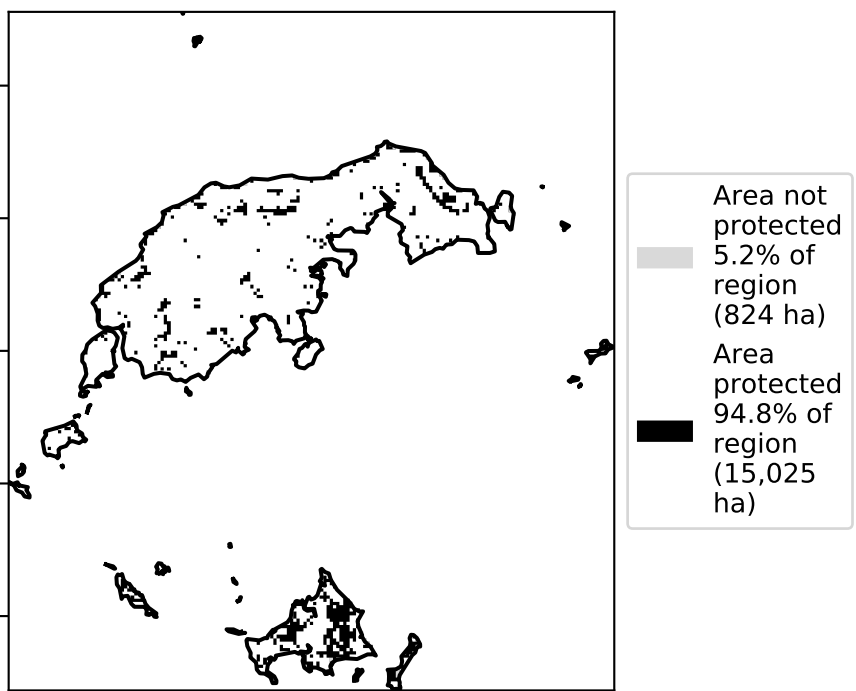 Area not
protected
5.2% of
region
(824 ha)
Area
protected
94.8% of
region
(15,025
ha)